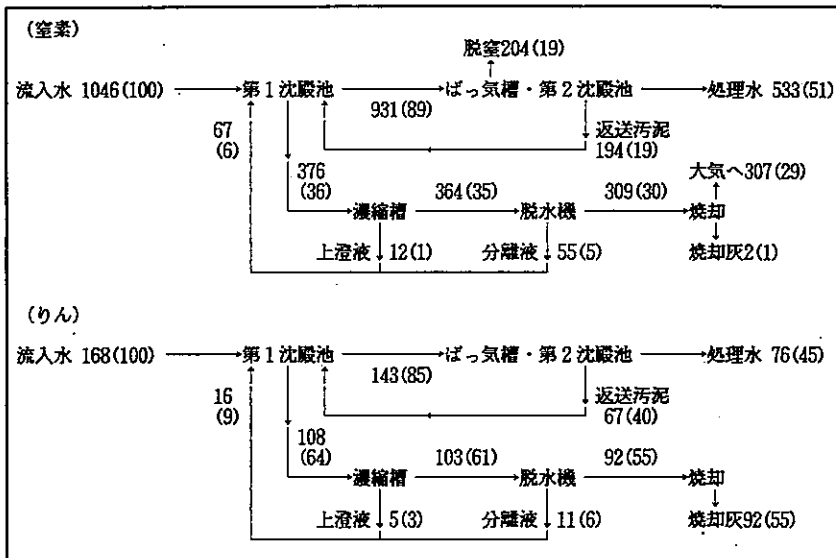 (窒素)
脱窒204(19)
流入水 1046(100)
第1沈殿池
931(89)
ばっ気槽・第2沈殿池
処理水 533(51)
67
(6)
返送汚泥
194(19)
376
(36)
大気へ307(29)
濃縮槽
364(35)
脱水機
309(30)
焼却
上澄液 12(1)
分離液 55(5)
焼却灰2(1)
(りん)
流入水 168(100)
第1沈殿池
143(85)
ばっ気槽・第2沈殿池
処理水 76(45)
16
(9)
返送汚泥
67(40)
108
(64)
濃縮槽
103(61)
脱水機
92(55)
焼却
上澄液 5(3)
分離液 11(6)
焼却灰92(55)